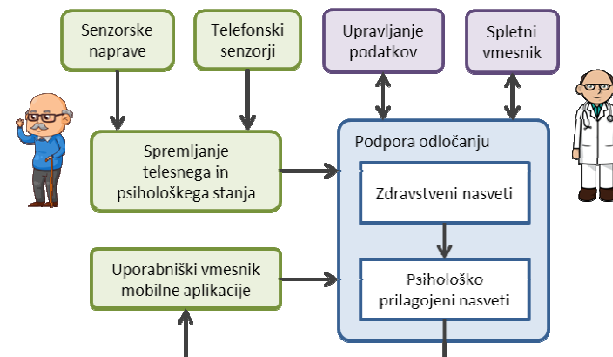 Senzorske
naprave
Telefonski
senzorji
Upravljanje
podatkov
Spletni
vmesnik
Spremljanje
telesnega in
psihološkega stanja
Podpora odločanju
Zdravstveni nasveti
Uporabniški vmesnik
mobilne aplikacije
Psihološko
prilagojeni nasveti